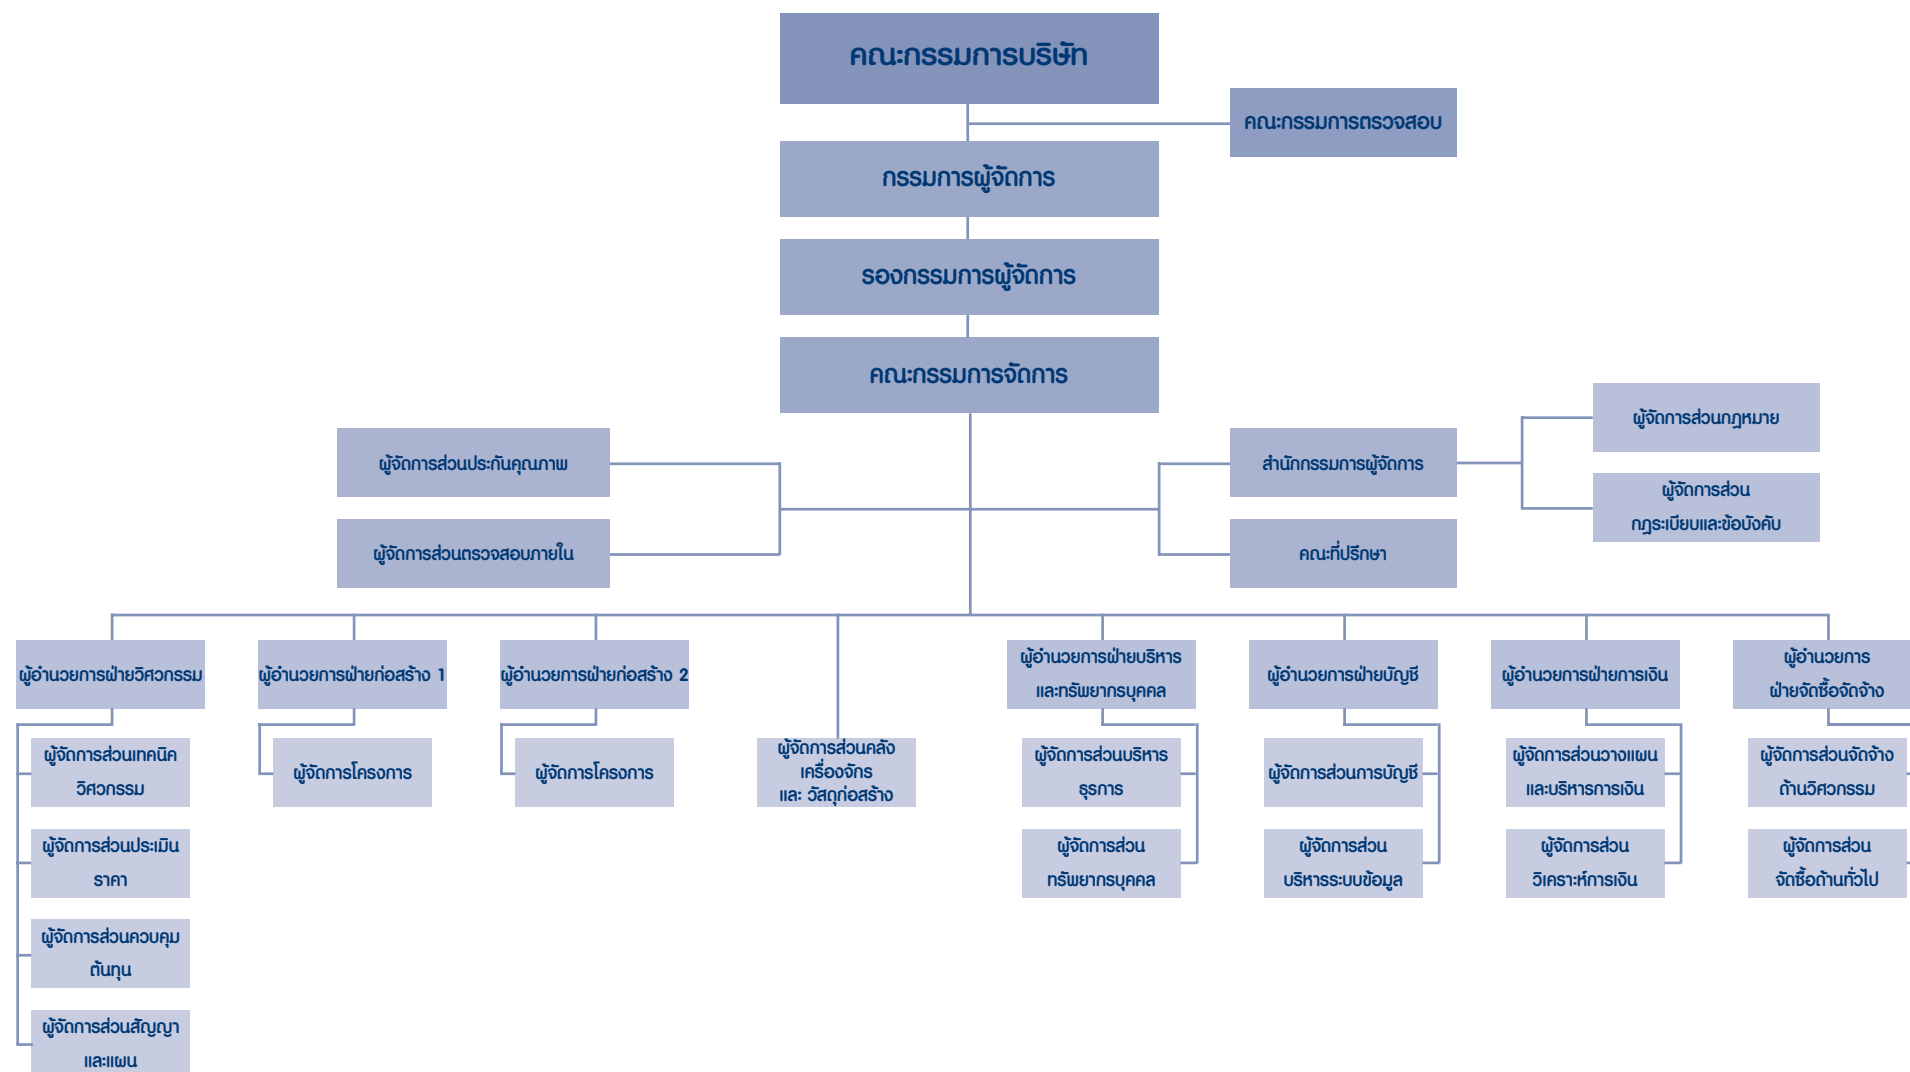 คณะกรรมการบริษัท
คณะกรรมการตรวจสอบ
กรรมการผู้จัดการ
รองกรรมการผู้จัดการ
คณะกรรมการจัดการ
ผู้จัดการส่วนประกันคุณภาพ
ผู้จัดการส่วนตรวจสอบภายใน
สำนักกรรมการผู้จัดการ
คณะที่ปรึกษา
ผู้จัดการส่วนกฎหมาย
ผู้จัดการส่วน
กฎระเบียบและข้อบังคับ
ผู้อำนวยการฝ่ายวิศวกรรม
ผู้จัดการส่วนเทคนิค
วิศวกรรม
ผู้จัดการส่วนประเมิน
ราคา
ผู้จัดการส่วนควบคุม
ต้นทุน
ผู้จัดการส่วนสัญญา
และแผน
ผู้อำนวยการฝ่ายก่อสร้าง 1
ผู้จัดการโครงการ
ผู้อำนวยการฝ่ายก่อสร้าง 2
ผู้จัดการโครงการ
ผู้จัดการส่วนคลัง
เครื่องจักร
และ วัสดุก่อสร้าง
ผู้อำนวยการฝ่ายบริหาร
และทรัพยากรบุคคล
ผู้จัดการส่วนบริหาร
ธุรการ
ผู้จัดการส่วน
ทรัพยากรบุคคล
ผู้อำนวยการฝ่ายบัญชี
ผู้จัดการส่วนการบัญชี
ผู้จัดการส่วน
บริหารระบบข้อมูล
ผู้อำนวยการฝ่ายการเงิน
ผู้จัดการส่วนวางแผน
และบริหารการเงิน
ผู้จัดการส่วน
วิเคราะห์การเงิน
ผู้อำนวยการ
ฝ่ายจัดซื้อจัดจ้าง
ผู้จัดการส่วนจัดจ้าง
ด้านวิศวกรรม
ผู้จัดการส่วน
จัดซื้อด้านทั่วไป